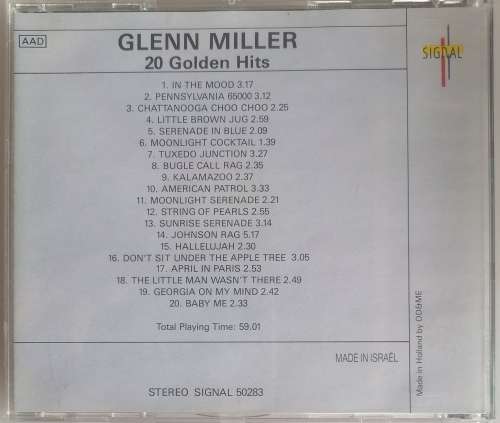 AAD
GLENN MILLER
20 Golden Hits
SIGNAL
1. IN THE MOOD 3.17
2. PENNSYLVANIA 65000 3.12
3. CHATTANOOGA CHOO CHOO 2.25
4. LITTLE BROWN JUG 2.59
5. SERENADE IN BLUE 2.09
6. MOONLIGHT COCKTAIL 1.39
7. TUXEDO JUNCTION 3.27
8. BUGLE CALL RAG 2.35
9. KALAMAZOO 2.37
10. AMERICAN PATROL 3.33
11. MOONLIGHT SERENADE 2.21
12. STRING OF PEARLS 2.55
13. SUNRISE SERENADE 3.14
14. JOHNSON RAG 5.17
15. HALLELUJAH 2.30
16. DON'T SIT UNDER THE APPLE TREE 3.05
17. APRIL IN PARIS 2.53
18. THE LITTLE MAN WASN'T THERE 2.49
19. GEORGIA ON MY MIND 2.42
20. BABY ME 2.33
Total Playing Time: 59.01
MADE IN ISRAËL
STEREO SIGNAL 50283
Made in Holland by OD&ME